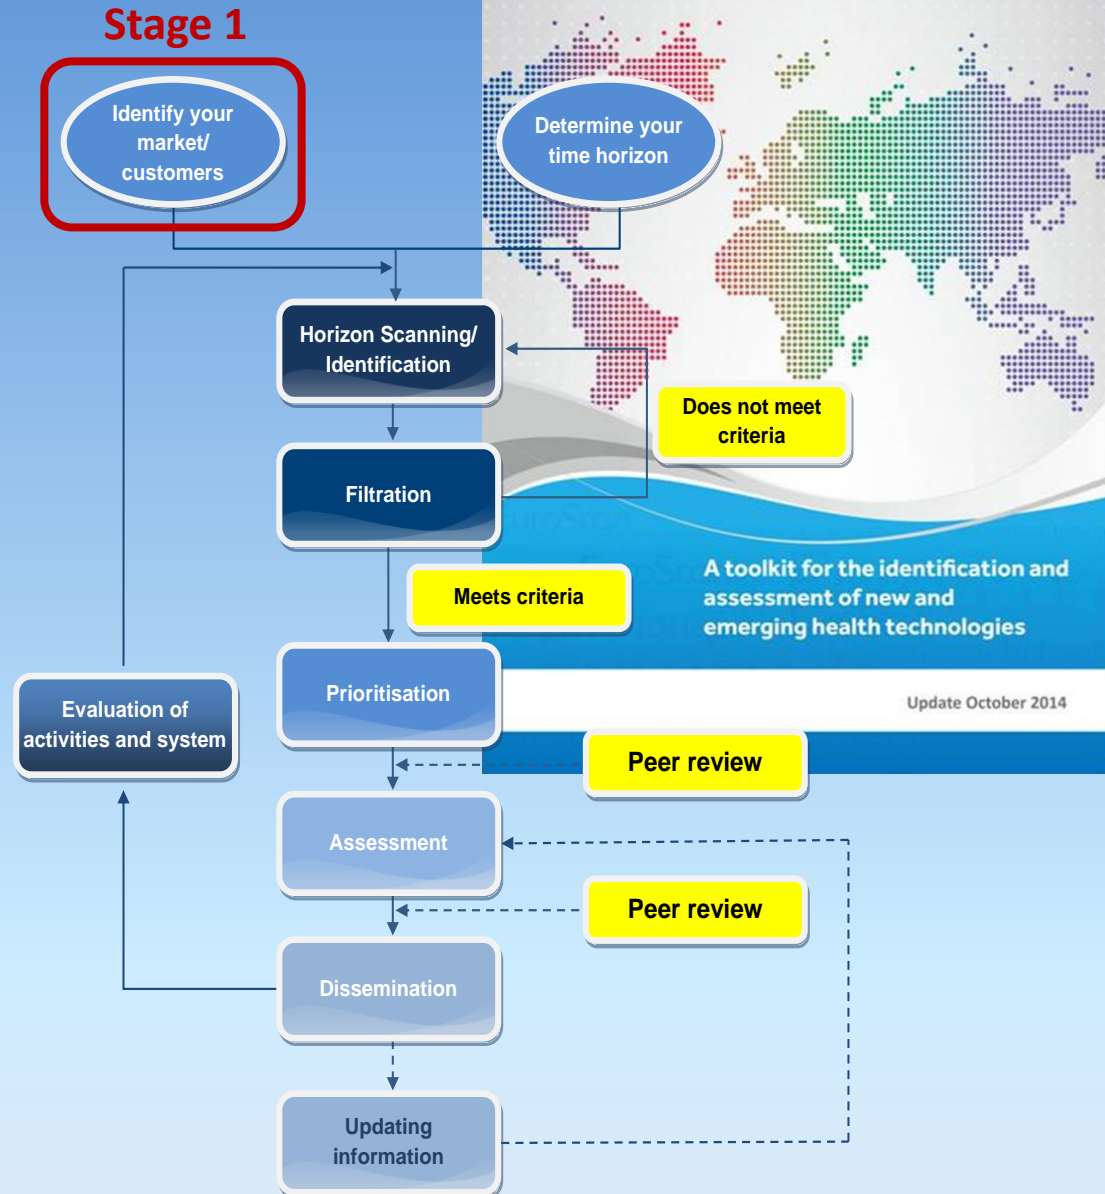 Stage 1
Identify your
market/
customers
Determine your
time horizon
Horizon Scanning/
Identification
Does not meet
criteria
Filtration
A toolkit for the identification and
assessment of new and
emerging health technologies
Meets criteria
Prioritisation
Update October 2014
Evaluation of
activities and system
Peer review
Assessment
Peer review
Dissemination
Updating
information